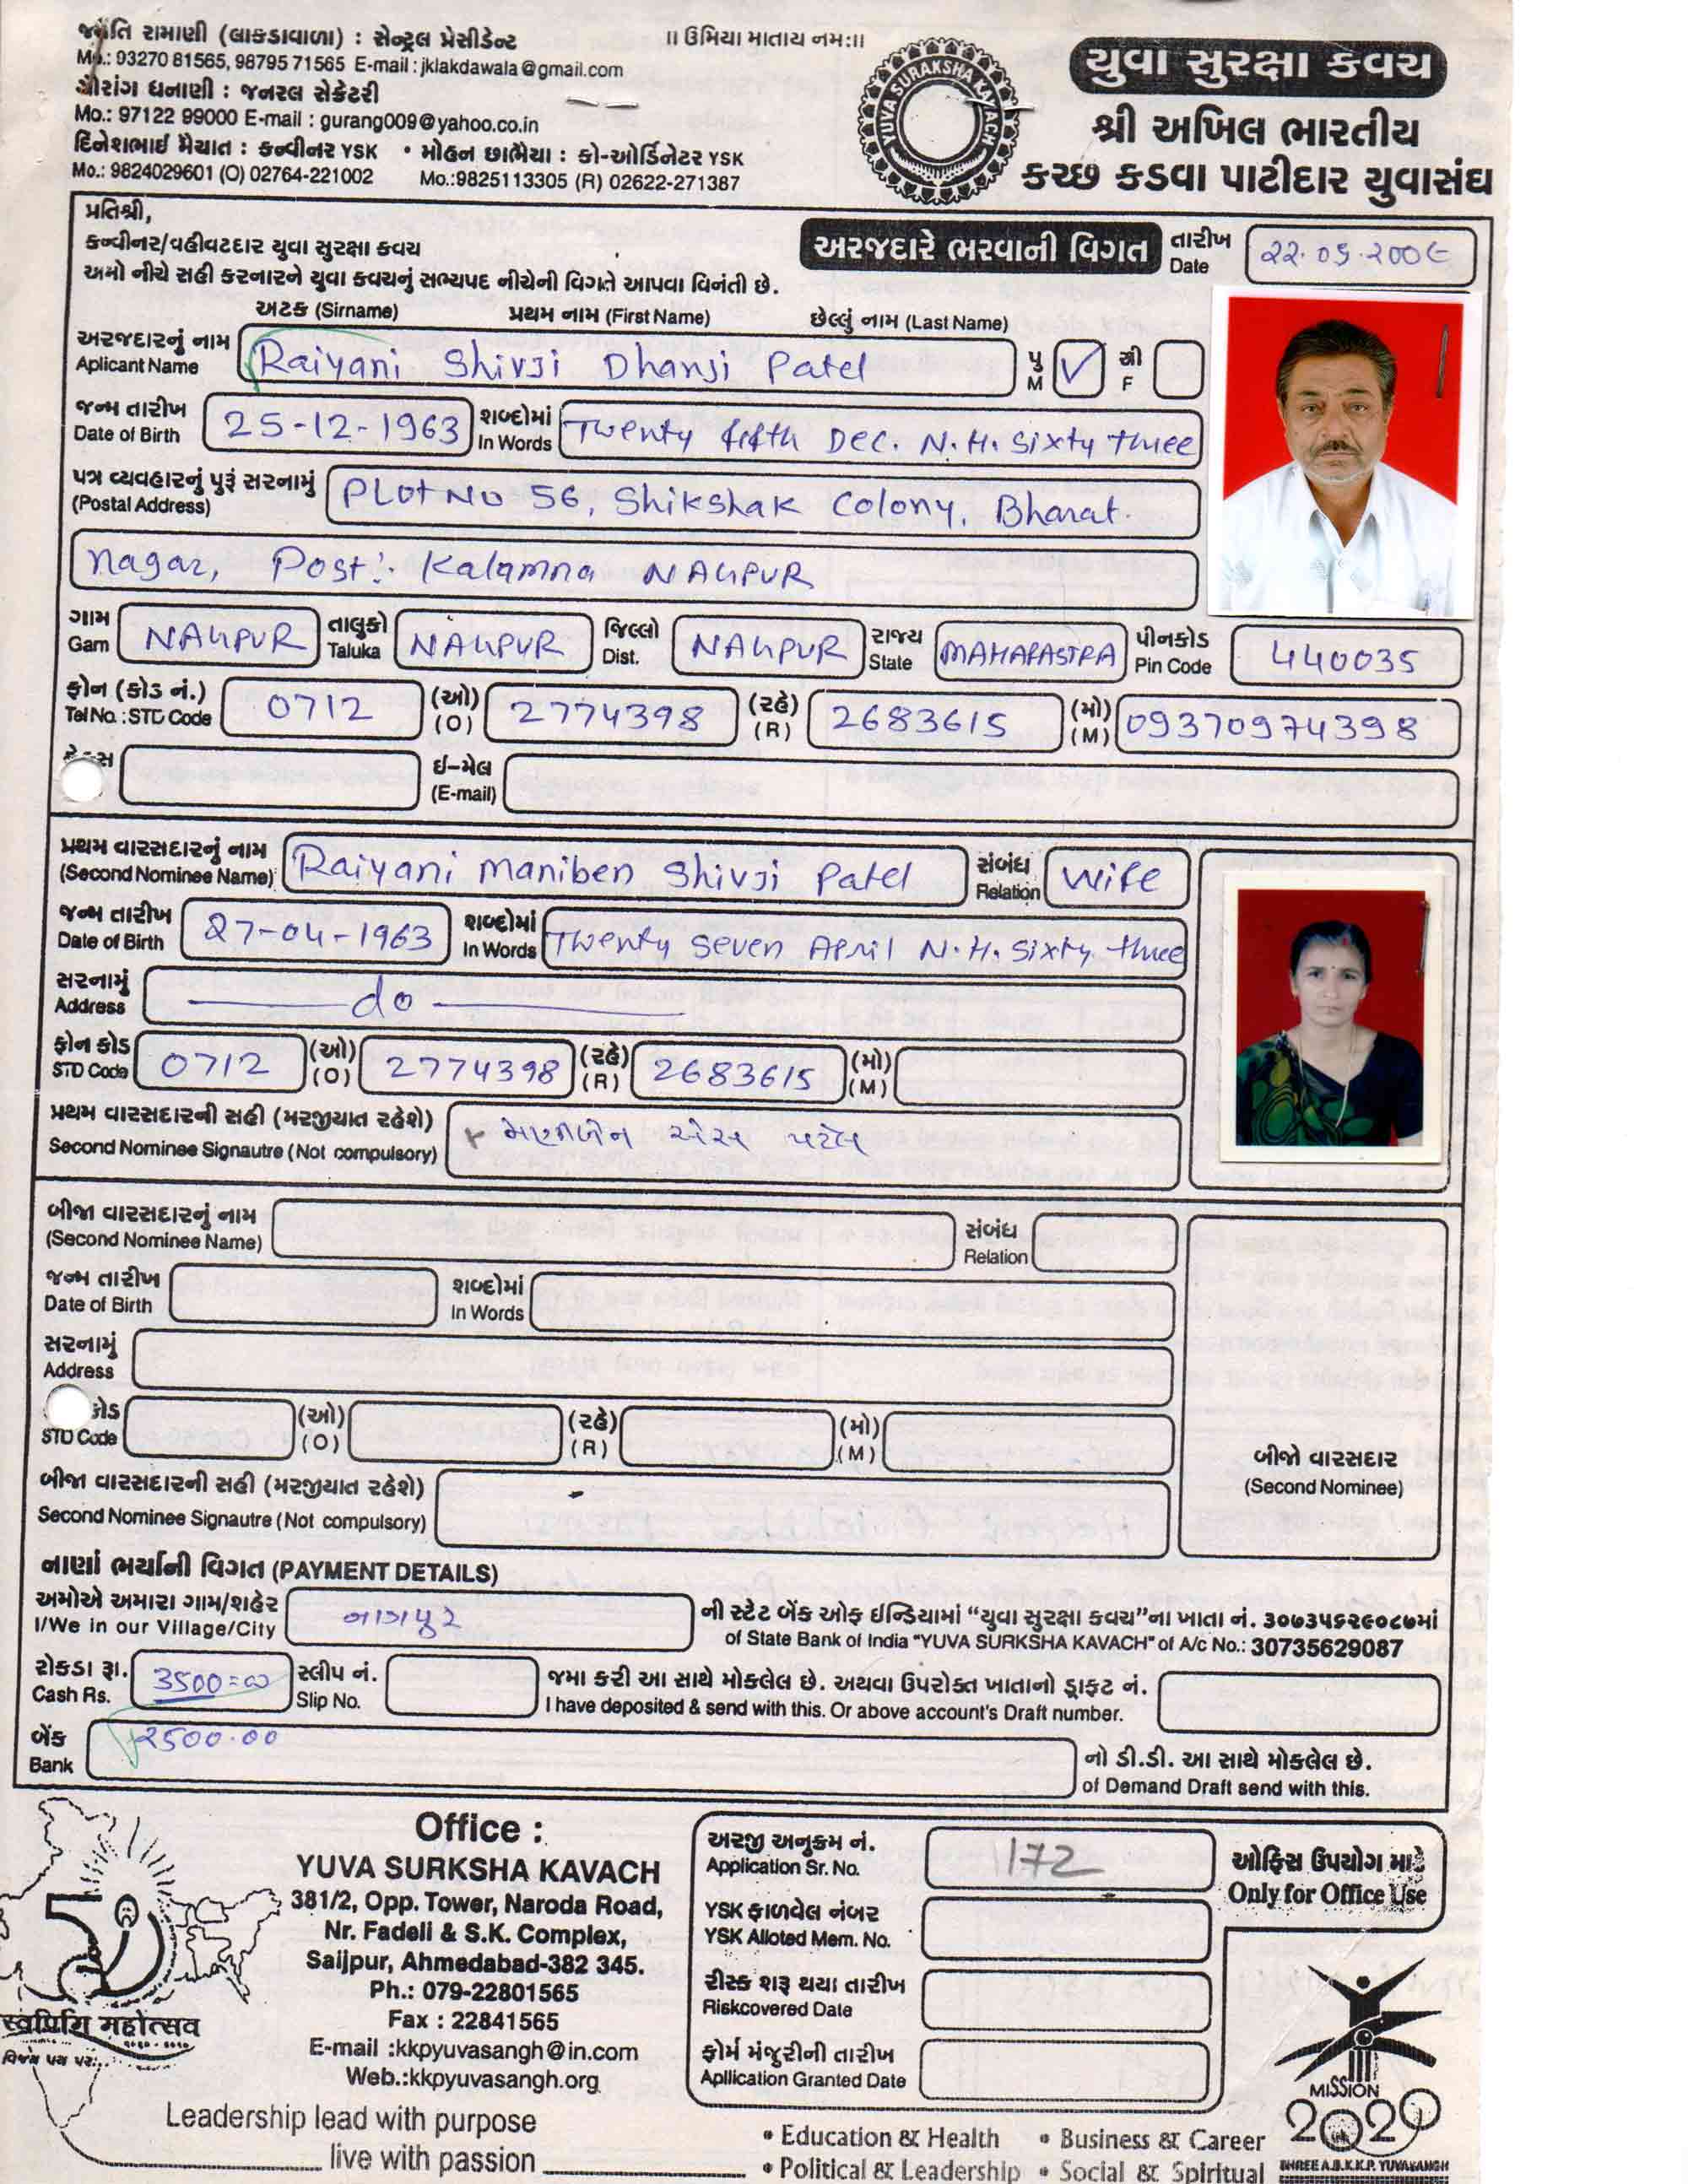 જયંતિ રામાણી (લાકડાવાળા) : સેન્ટ્રલ પ્રેસીડેન્ટ
Mo.: 93270 81565, 98795 71565 E-mail : jklakdawala@gmail.com
ગૌરાંગ ધનાણી : જનરલ સેક્રેટરી
Mo.: 97122 99000 E-mail : gurang009@yahoo.co.in
દિનેશભાઈ મૈયાત : કન્વીનર YSK • મોહન છાભૈયા : કો-ઓર્ડિનેટર YSK
Mo.: 9824029601 (O) 02764-221002 Mo.:9825113305 (R) 02622-271387
॥ ઉમિયા માતાય નમ:॥
YUVA SURAKSHA KAVACH
યુવા સુરક્ષા કવચ
શ્રી અખિલ ભારતીય
કચ્છ કડવા પાટીદાર યુવાસંઘ
પ્રતિશ્રી,
કન્વીનર/વહીવટદાર યુવા સુરક્ષા કવચ
અમો નીચે સહી કરનારને યુવા કવચનું સભ્યપદ નીચેની વિગતે આપવા વિનંતી છે.
અરજદારે ભરવાની વિગત
તારીખ
Date 22.05.2009
અટક (Sirname) પ્રથમ નામ (First Name) છેલ્લું નામ (Last Name)
અરજદારનું નામ
Aplicant Name Raiyani Shivji Dhanji Patel પુ M ✓ સ્ત્રી F
જન્મ તારીખ
Date of Birth 25-12-1963 શબ્દોમાં In Words Twenty fifth Dec. N.H. Sixty three
પત્ર વ્યવહારનું પુરૂં સરનામું
(Postal Address) PLOT NO 56, Shikshak Colony, Bharat
nagar, Post:- Kalamna NAGPUR
ગામ Gam NAGPUR તાલુકો Taluka NAGPUR જિલ્લો Dist. NAGPUR રાજ્ય State MAHARASTRA પીનકોડ Pin Code 440035
ફોન (કોડ નં.)
Tel No. : STD Code 0712 (ઓ) (O) 2774398 (રહે) (R) 2683615 (મો) (M) 09370974398
ઈ-મેલ
(E-mail)
પ્રથમ વારસદારનું નામ
(Second Nominee Name) Raiyani Maniben Shivji Patel સંબંધ Relation Wife
જન્મ તારીખ
Date of Birth 27-04-1963 શબ્દોમાં In Words Twenty Seven April N.H. Sixty three
સરનામું
Address do
ફોન કોડ
STD Code 0712 (ઓ) (O) 2774398 (રહે) (R) 2683615 (મો) (M)
પ્રથમ વારસદારની સહી (મરજીયાત રહેશે)
Second Nominee Signautre (Not compulsory) x મણીબેન એસ પટેલ
બીજા વારસદારનું નામ
(Second Nominee Name) સંબંધ Relation
જન્મ તારીખ
Date of Birth શબ્દોમાં In Words
સરનામું
Address
કોડ
STD Code (ઓ) (O) (રહે) (R) (મો) (M)
બીજો વારસદાર
(Second Nominee)
બીજા વારસદારની સહી (મરજીયાત રહેશે)
Second Nominee Signautre (Not compulsory)
નાણાં ભર્યાની વિગત (PAYMENT DETAILS)
અમોએ અમારા ગામ/શહેર
I/We in our Village/City નાગપુર
ની સ્ટેટ બેંક ઓફ ઈન્ડિયામાં “યુવા સુરક્ષા કવચ”ના ખાતા નં. ૩૦૭૩૫૬૨૯૦૮૭માં
of State Bank of India "YUVA SURKSHA KAVACH" of A/c No.: 30735629087
રોકડા રૂા.
Cash Rs. 3500=00 સ્લીપ નં. Slip No.
જમા કરી આ સાથે મોકલેલ છે. અથવા ઉપરોક્ત ખાતાનો ડ્રાફ્ટ નં.
I have deposited & send with this. Or above account's Draft number.
બેંક
Bank 2500.00
નો ડી.ડી. આ સાથે મોકલેલ છે.
of Demand Draft send with this.
Office :
YUVA SURKSHA KAVACH
381/2, Opp. Tower, Naroda Road,
Nr. Fadeli & S.K. Complex,
Saijpur, Ahmedabad-382 345.
Ph.: 079-22801565
Fax : 22841565
E-mail :kkpyuvasangh@in.com
Web.:kkpyuvasangh.org
અરજી અનુક્રમ નં.
Application Sr. No. 172
ઓફિસ ઉપયોગ માટે
Only for Office Use
YSK ફાળવેલ નંબર
YSK Alloted Mem. No.
રીસ્ક શરૂ થયા તારીખ
Riskcovered Date
ફોર્મ મંજુરીની તારીખ
Apllication Granted Date
50
महोत्सव
Leadership lead with purpose
live with passion
• Education & Health • Business & Career
• Political & Leadership • Social & Spiritual
MISSION
2020
SHREE A.B.K.K.P. YUVASANGH